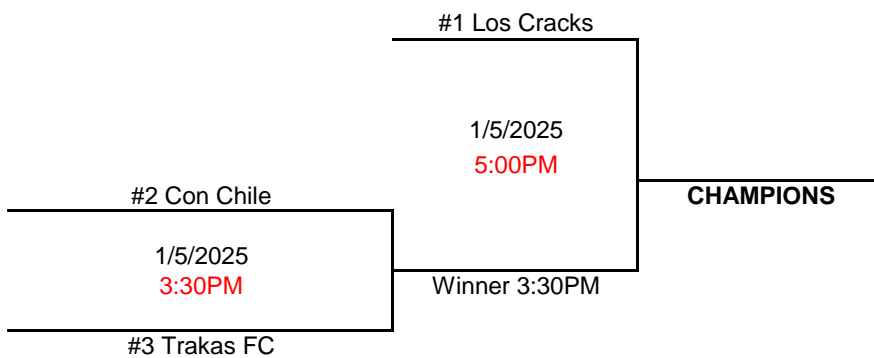 #1 Los Cracks
1/5/2025
5:00PM
#2 Con Chile
CHAMPIONS
1/5/2025
3:30PM
Winner 3:30PM
#3 Trakas FC